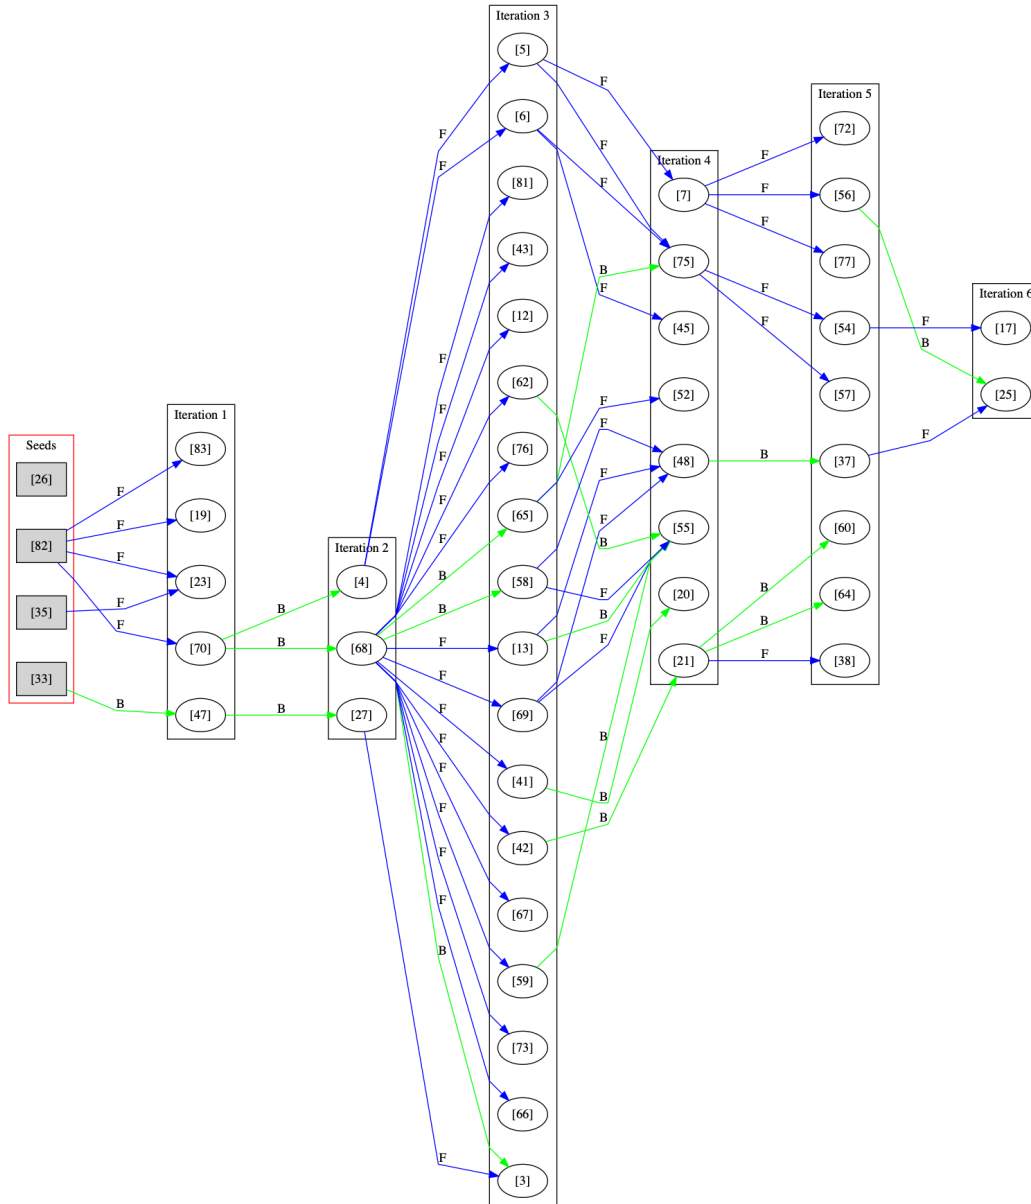 Seeds
[26]
[82]
[35]
[33]
F
F
F
F
F
B
Iteration 1
[83]
[19]
[23]
[70]
[47]
B
B
B
Iteration 2
[4]
[68]
[27]
F
F
F
F
F
F
F
B
B
F
F
F
F
F
F
F
F
B
F
Iteration 3
[5]
[6]
[81]
[43]
[12]
[62]
[76]
[65]
[58]
[13]
[69]
[41]
[42]
[67]
[59]
[73]
[66]
[3]
F
F
F
B
F
F
F
F
F
B
F
B
F
B
B
B
Iteration 4
[7]
[75]
[45]
[52]
[48]
[55]
[20]
[21]
F
F
F
F
F
B
B
B
F
Iteration 5
[72]
[56]
[77]
[54]
[57]
[37]
[60]
[64]
[38]
F
B
F
Iteration 6
[17]
[25]